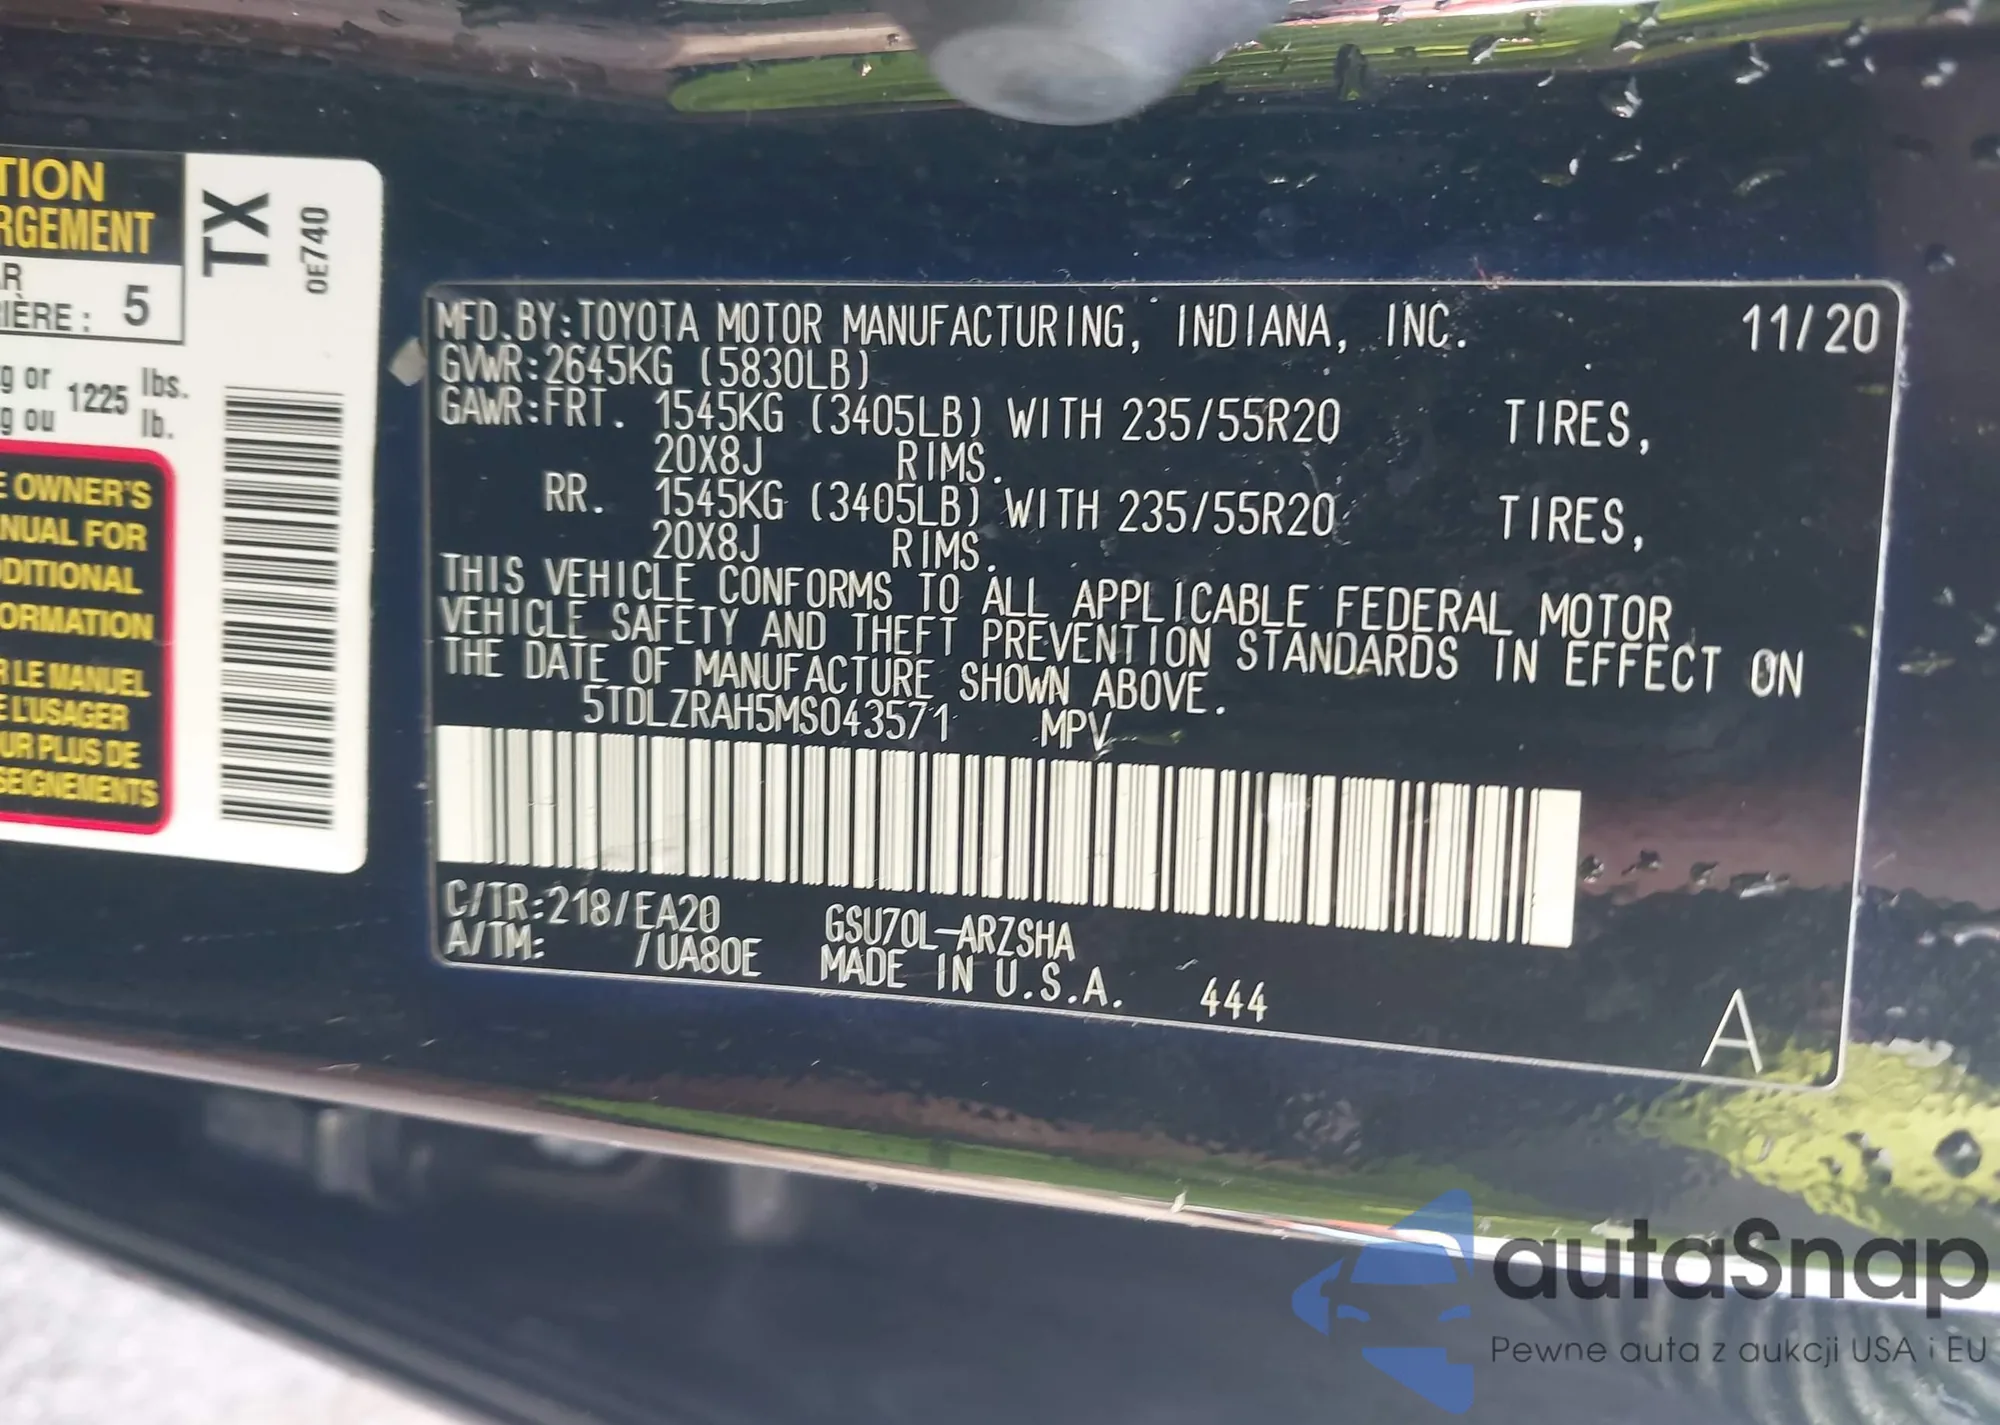 TION
RGEMENT
AR
IÈRE : 5
g or 1225 lbs.
g ou lb.
E OWNER'S
NUAL FOR
DDITIONAL
FORMATION
R LE MANUEL
E L'USAGER
UR PLUS DE
SEIGNEMENTS
TX
0E740
MFD.BY:TOYOTA MOTOR MANUFACTURING, INDIANA, INC. 11/20
GVWR:2645KG (5830LB)
GAWR:FRT. 1545KG (3405LB) WITH 235/55R20 TIRES,
20X8J RIMS.
RR. 1545KG (3405LB) WITH 235/55R20 TIRES,
20X8J RIMS.
THIS VEHICLE CONFORMS TO ALL APPLICABLE FEDERAL MOTOR
VEHICLE SAFETY AND THEFT PREVENTION STANDARDS IN EFFECT ON
THE DATE OF MANUFACTURE SHOWN ABOVE.
5TDLZRAH5MS043571 MPV
C/TR:218/EA20 GSU70L-ARZSHA
A/TM: /UA80E MADE IN U.S.A. 444
A
autaSnap
Pewne auta z aukcji USA i EU